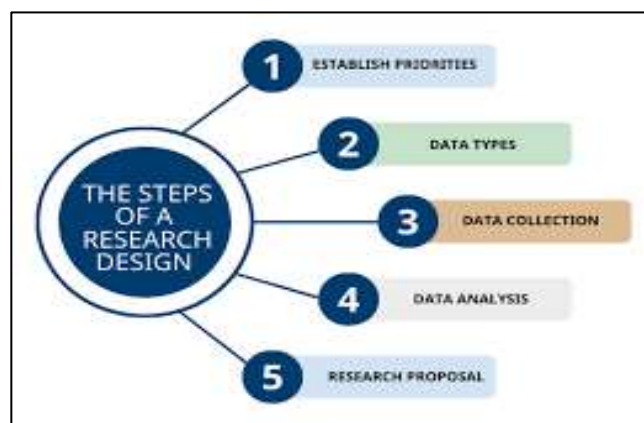 THE STEPS
OF A
RESEARCH
DESIGN
1 ESTABLISH PRIORITIES
2 DATA TYPES
3 DATA COLLECTION
4 DATA ANALYSIS
5 RESEARCH PROPOSAL